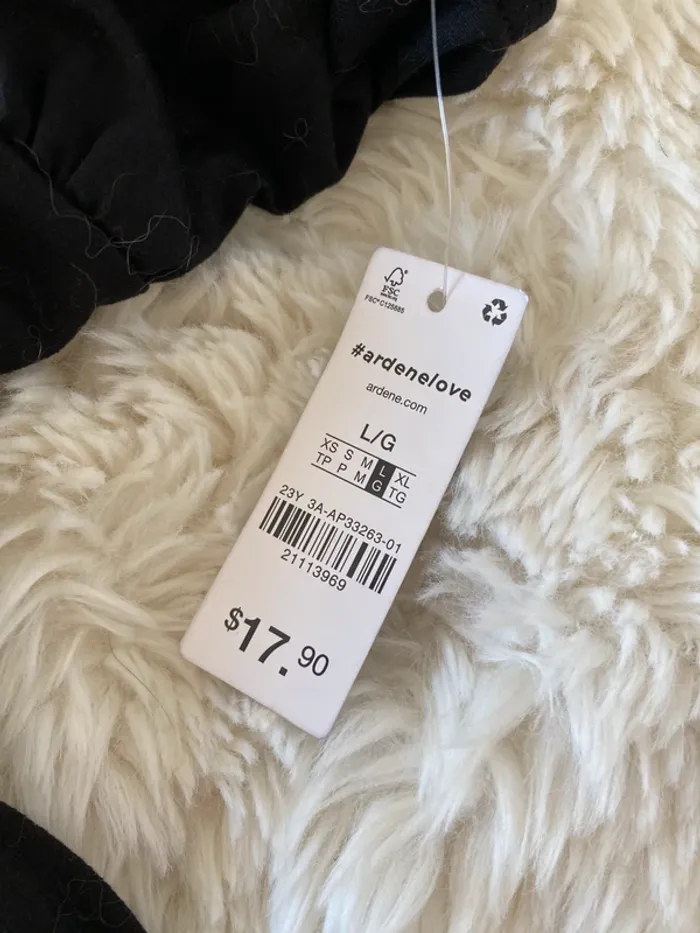 FSC®
FSC® C125885
#ardenelove
ardene.com
L/G
XS S M L XL
TP P M G TG
23Y 3A-AP33263-01
21113969
$17.90